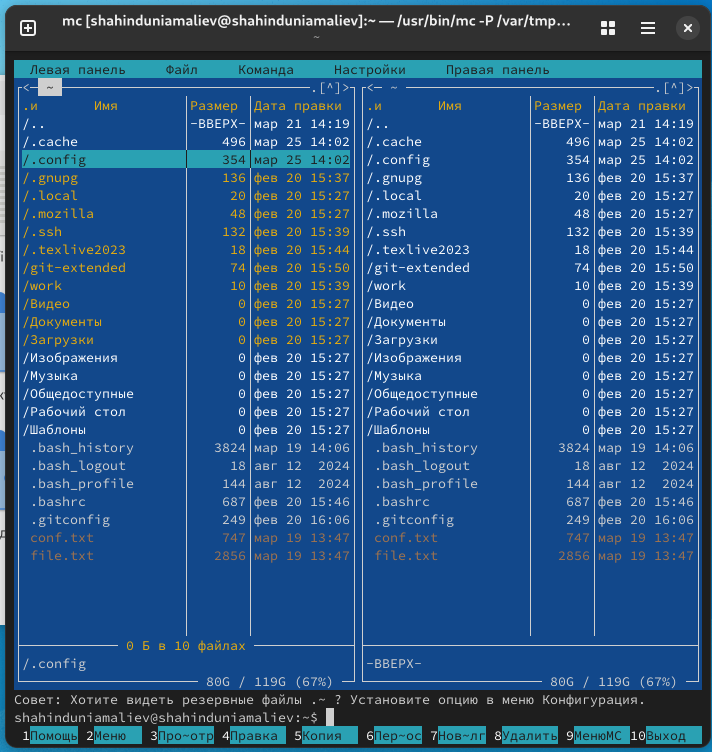 mc [shahinduniamaliev@shahinduniamaliev]:~ — /usr/bin/mc -P /var/tmp…
~
Левая панель Файл Команда Настройки Правая панель
<─ ~ ─.[^]> <─ ~ ─.[^]>
.и Имя Размер Дата правки .и Имя Размер Дата правки
/.. -ВВЕРХ- мар 21 14:19 /.. -ВВЕРХ- мар 21 14:19
/.cache 496 мар 25 14:02 /.cache 496 мар 25 14:02
/.config 354 мар 25 14:02 /.config 354 мар 25 14:02
/.gnupg 136 фев 20 15:37 /.gnupg 136 фев 20 15:37
/.local 20 фев 20 15:27 /.local 20 фев 20 15:27
/.mozilla 48 фев 20 15:27 /.mozilla 48 фев 20 15:27
/.ssh 132 фев 20 15:39 /.ssh 132 фев 20 15:39
/.texlive2023 18 фев 20 15:44 /.texlive2023 18 фев 20 15:44
/git-extended 74 фев 20 15:50 /git-extended 74 фев 20 15:50
/work 10 фев 20 15:39 /work 10 фев 20 15:39
/Видео 0 фев 20 15:27 /Видео 0 фев 20 15:27
/Документы 0 фев 20 15:27 /Документы 0 фев 20 15:27
/Загрузки 0 фев 20 15:27 /Загрузки 0 фев 20 15:27
/Изображения 0 фев 20 15:27 /Изображения 0 фев 20 15:27
/Музыка 0 фев 20 15:27 /Музыка 0 фев 20 15:27
/Общедоступные 0 фев 20 15:27 /Общедоступные 0 фев 20 15:27
/Рабочий стол 0 фев 20 15:27 /Рабочий стол 0 фев 20 15:27
/Шаблоны 0 фев 20 15:27 /Шаблоны 0 фев 20 15:27
.bash_history 3824 мар 19 14:06 .bash_history 3824 мар 19 14:06
.bash_logout 18 авг 12 2024 .bash_logout 18 авг 12 2024
.bash_profile 144 авг 12 2024 .bash_profile 144 авг 12 2024
.bashrc 687 фев 20 15:46 .bashrc 687 фев 20 15:46
.gitconfig 249 фев 20 16:06 .gitconfig 249 фев 20 16:06
conf.txt 747 мар 19 13:47 conf.txt 747 мар 19 13:47
file.txt 2856 мар 19 13:47 file.txt 2856 мар 19 13:47
0 Б в 10 файлах
/.config -ВВЕРХ-
80G / 119G (67%) 80G / 119G (67%)
Совет: Хотите видеть резервные файлы .~ ? Установите опцию в меню Конфигурация.
shahinduniamaliev@shahinduniamaliev:~$
1Помощь 2Меню 3Про~отр 4Правка 5Копия 6Пер~ос 7Нов~лг 8Удалить 9МенюMC 10Выход